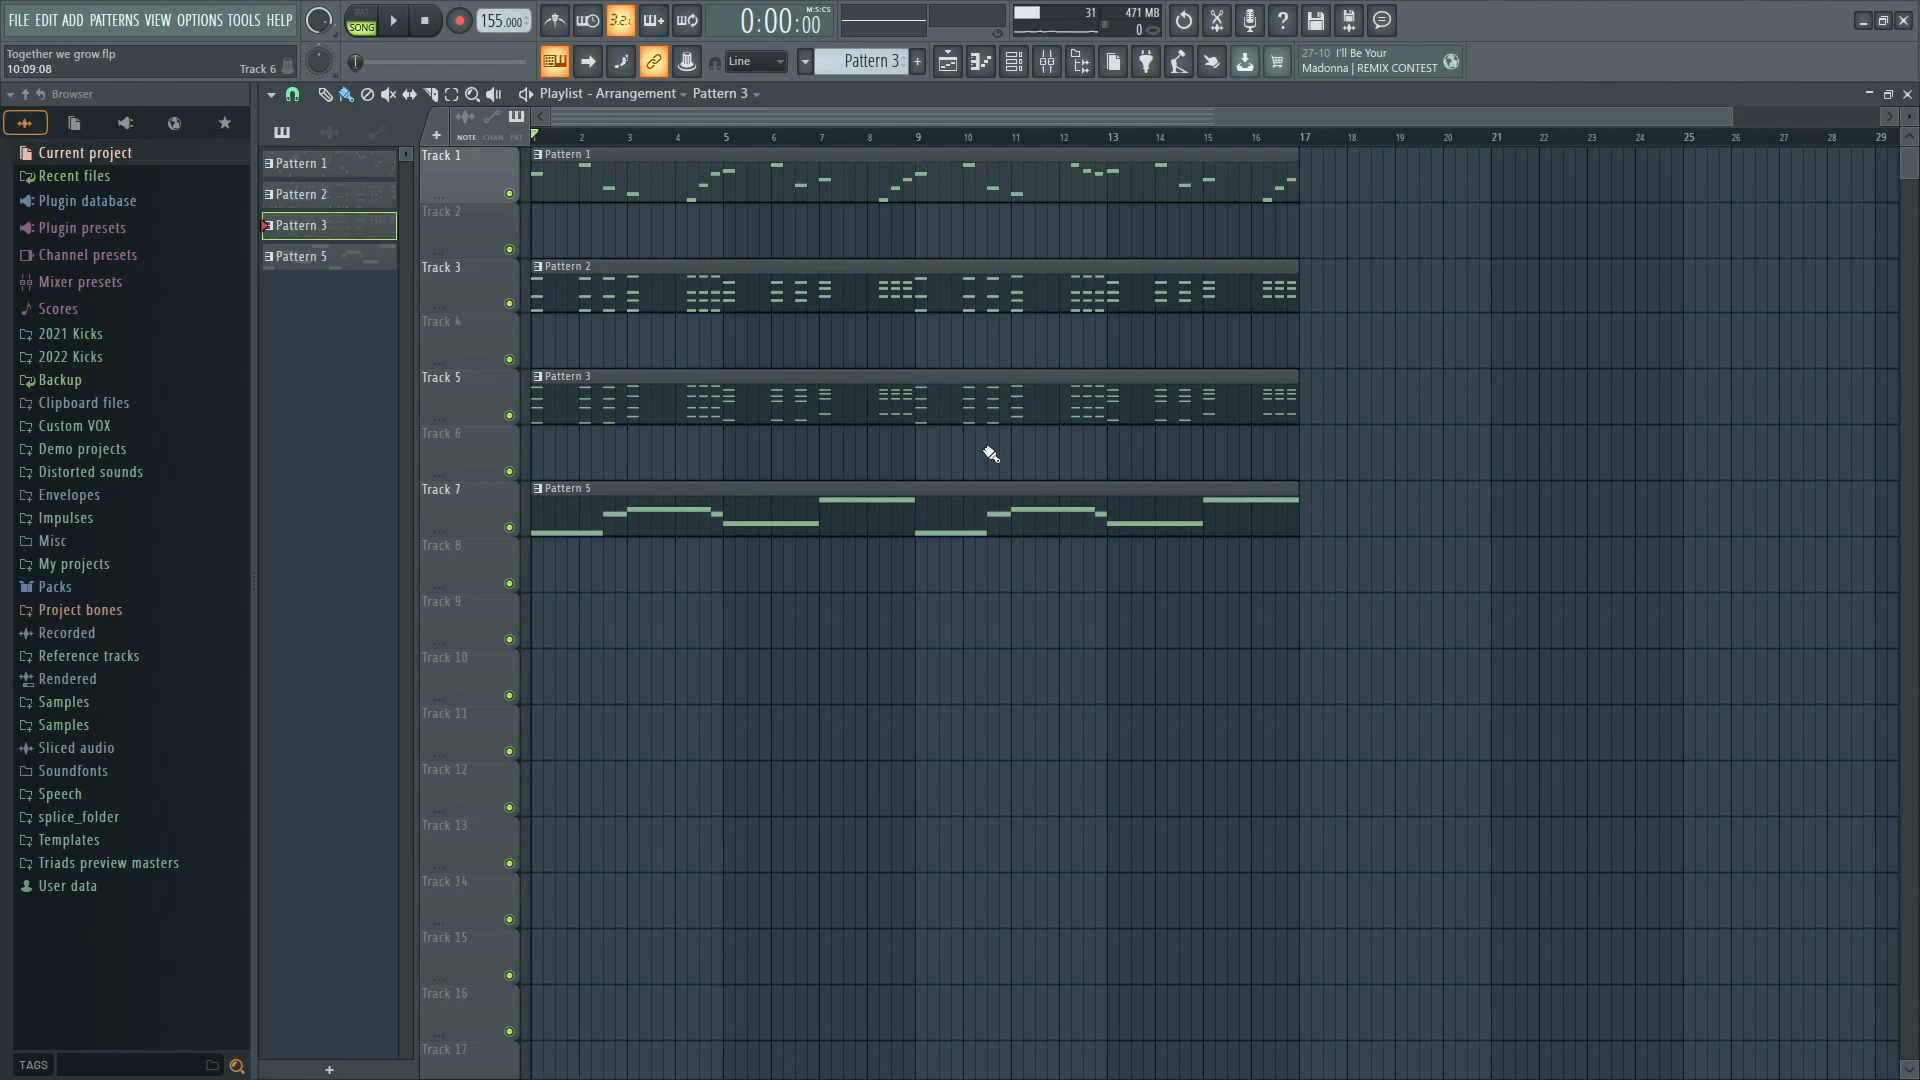 FILE EDIT ADD PATTERNS VIEW OPTIONS TOOLS HELP
PAT
SONG
155.000
3.2.
0:00:00
M:S:CS
31
471 MB
0
Together we grow.flp
10:09:08
Track 6
Line
Pattern 3
27-10 I'll Be Your
Madonna | REMIX CONTEST
Browser
Playlist - Arrangement
Pattern 3
NOTE CHAN PAT
1 2 3 4 5 6 7 8 9 10 11 12 13 14 15 16 17 18 19 20 21 22 23 24 25 26 27 28 29
Current project
Recent files
Plugin database
Plugin presets
Channel presets
Mixer presets
Scores
2021 Kicks
2022 Kicks
Backup
Clipboard files
Custom VOX
Demo projects
Distorted sounds
Envelopes
Impulses
Misc
My projects
Packs
Project bones
Recorded
Reference tracks
Rendered
Samples
Samples
Sliced audio
Soundfonts
Speech
splice_folder
Templates
Triads preview masters
User data
TAGS
Pattern 1
Pattern 2
Pattern 3
Pattern 5
Track 1
Pattern 1
Track 2
Track 3
Pattern 2
Track 4
Track 5
Pattern 3
Track 6
Track 7
Pattern 5
Track 8
Track 9
Track 10
Track 11
Track 12
Track 13
Track 14
Track 15
Track 16
Track 17